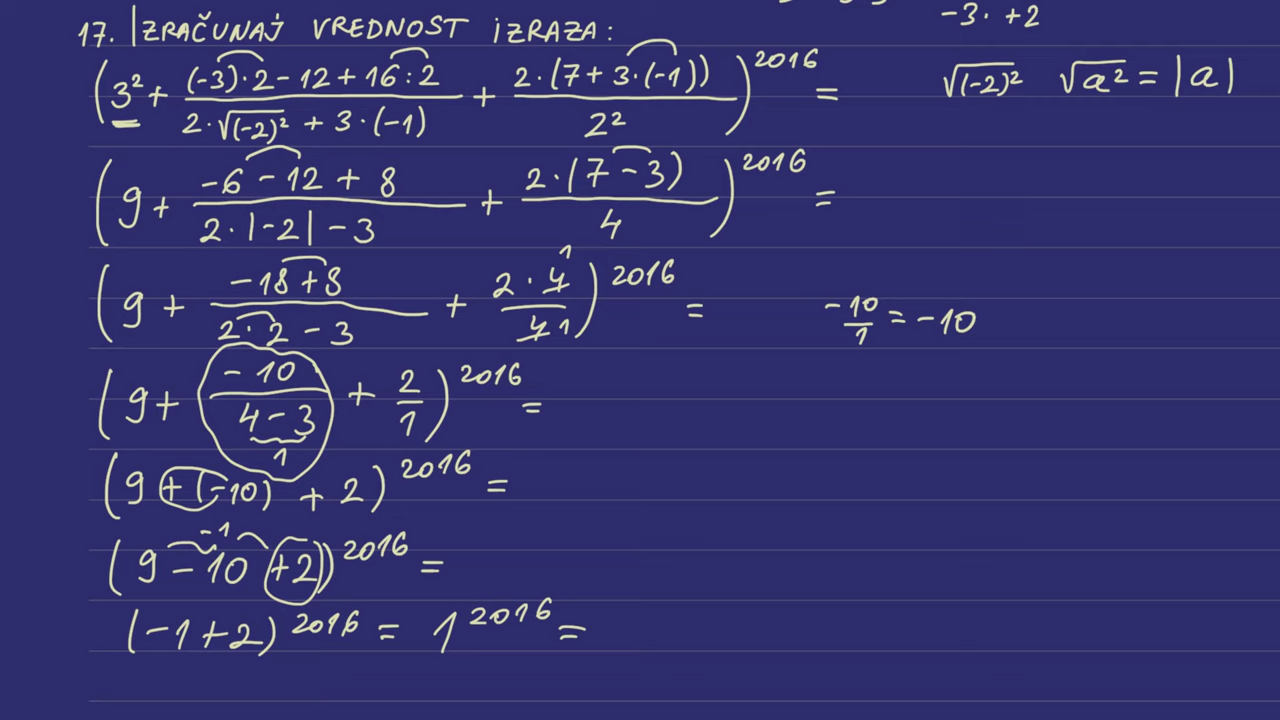 -3. +2
17. IZRAČUNAJ VREDNOST IZRAZA:
(3² + ((-3)·2 - 12 + 16:2)/(2·√(-2)² + 3·(-1)) + (2·(7+3·(-1)))/2²)^2016 =
√(-2)² √a² = |a|
(9 + (-6 - 12 + 8)/(2·|-2| - 3) + (2·(7-3))/4)^2016 =
1
(9 + (-18+8)/(2·2 - 3) + (2·4)/4 1)^2016 =
-10/1 = -10
(9 + (-10)/(4-3) + 2/1)^2016 =
1
(9 + (-10) + 2)^2016 =
-1
(9 - 10 + 2)^2016 =
(-1+2)^2016 = 1^2016 =